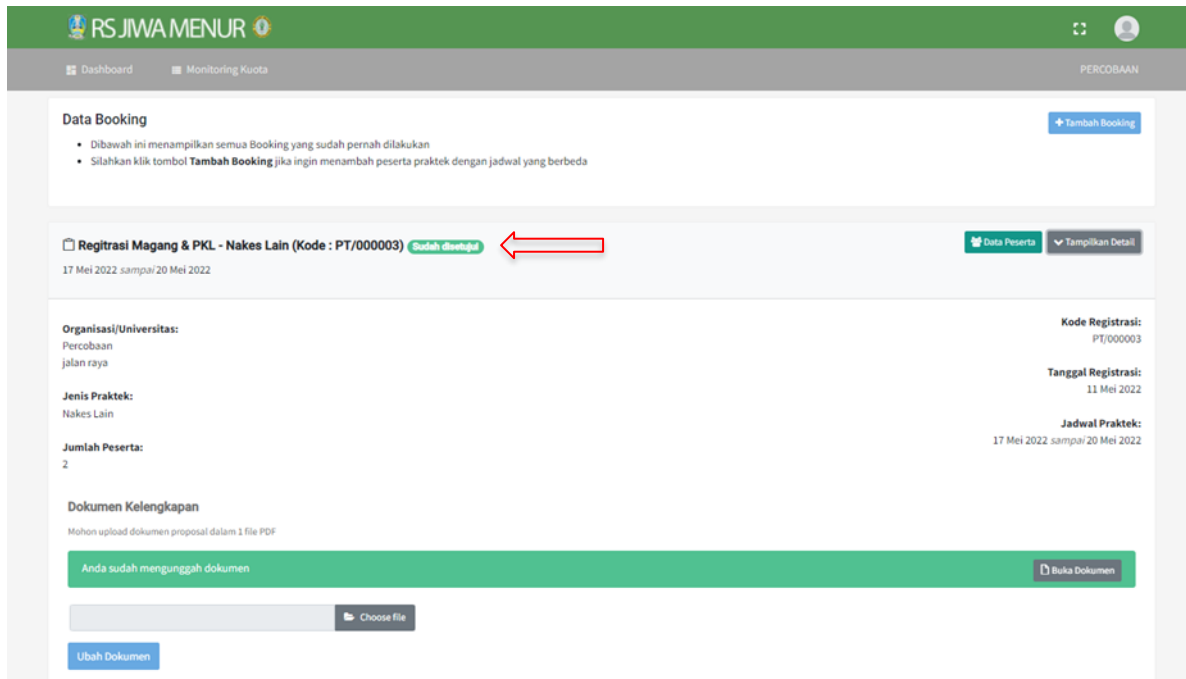 RS JIWA MENUR
Dashboard
Monitoring Kuota
PERCOBAAN
Data Booking
+ Tambah Booking
• Dibawah ini menampilkan semua Booking yang sudah pernah dilakukan
• Silahkan klik tombol Tambah Booking jika ingin menambah peserta praktek dengan jadwal yang berbeda
Regitrasi Magang & PKL - Nakes Lain (Kode : PT/000003) Sudah disetujui
Data Peserta
Tampilkan Detail
17 Mei 2022 sampai 20 Mei 2022
Organisasi/Universitas:
Percobaan
jalan raya
Jenis Praktek:
Nakes Lain
Jumlah Peserta:
2
Kode Registrasi:
PT/000003
Tanggal Registrasi:
11 Mei 2022
Jadwal Praktek:
17 Mei 2022 sampai 20 Mei 2022
Dokumen Kelengkapan
Mohon upload dokumen proposal dalam 1 file PDF
Anda sudah mengunggah dokumen
Buka Dokumen
Choose file
Ubah Dokumen